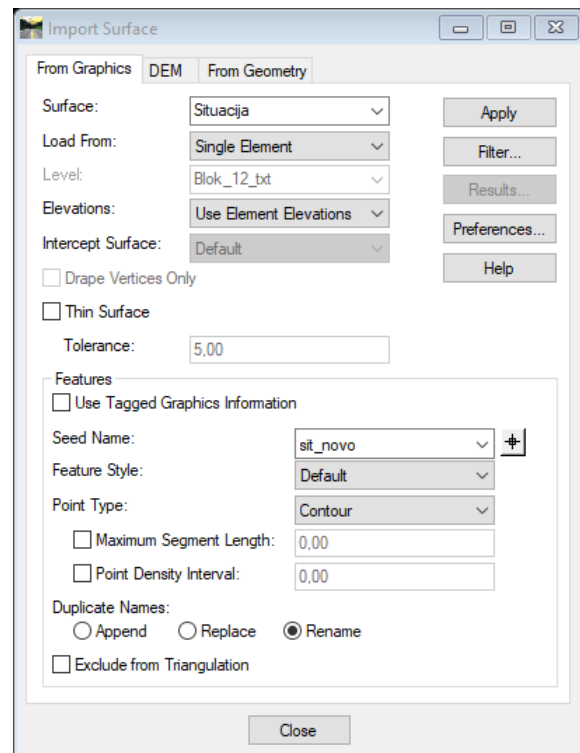 Import Surface
From Graphics DEM From Geometry
Surface: Situacija Apply
Load From: Single Element Filter...
Level: Blok_12_txt Results...
Elevations: Use Element Elevations Preferences...
Intercept Surface: Default Help
Drape Vertices Only
Thin Surface
Tolerance: 5,00
Features
Use Tagged Graphics Information
Seed Name: sit_novo
Feature Style: Default
Point Type: Contour
Maximum Segment Length: 0,00
Point Density Interval: 0,00
Duplicate Names:
Append Replace Rename
Exclude from Triangulation
Close